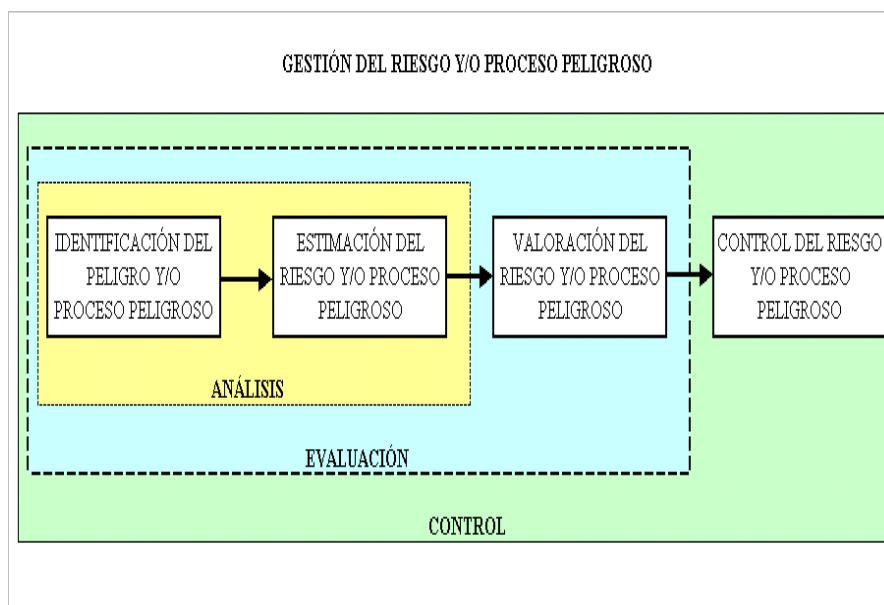 GESTIÓN DEL RIESGO Y/O PROCESO PELIGROSO
IDENTIFICACIÓN DEL
PELIGRO Y/O
PROCESO PELIGROSO
ESTIMACIÓN DEL
RIESGO Y/O PROCESO
PELIGROSO
VALORACIÓN DEL
RIESGO Y/O PROCESO
PELIGROSO
CONTROL DEL RIESGO
Y/O PROCESO
PELIGROSO
ANÁLISIS
EVALUACIÓN
CONTROL